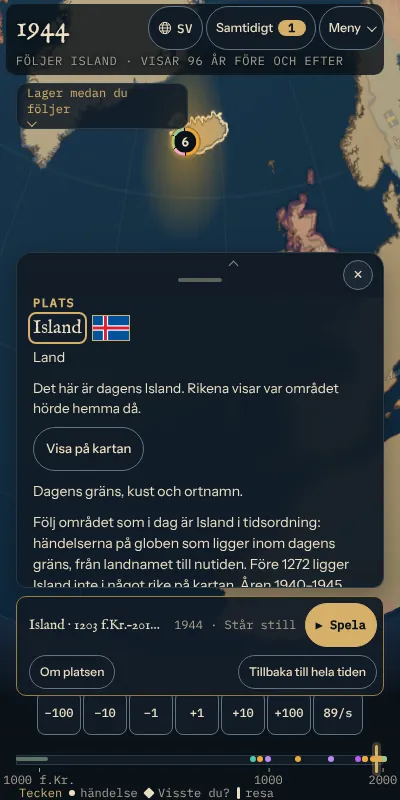 1944
SV
Samtidigt 1
Meny
FÖLJER ISLAND · VISAR 96 ÅR FÖRE OCH EFTER
Lager medan du
följer
6
PLATS
Island
Land
Det här är dagens Island. Rikena visar var området
hörde hemma då.
Visa på kartan
Dagens gräns, kust och ortnamn.
Följ området som i dag är Island i tidsordning:
händelserna på globen som ligger inom dagens
gräns, från landnamet till nutiden. Före 1272 ligger
Island inte i något rike på kartan. Åren 1940–1945
Island · 1203 f.Kr.–201…
1944 · Står still
▶ Spela
Om platsen
Tillbaka till hela tiden
−100
−10
−1
+1
+10
+100
89/s
1000 f.Kr.
1000
2000
Tecken ● händelse ◆ Visste du? | resa